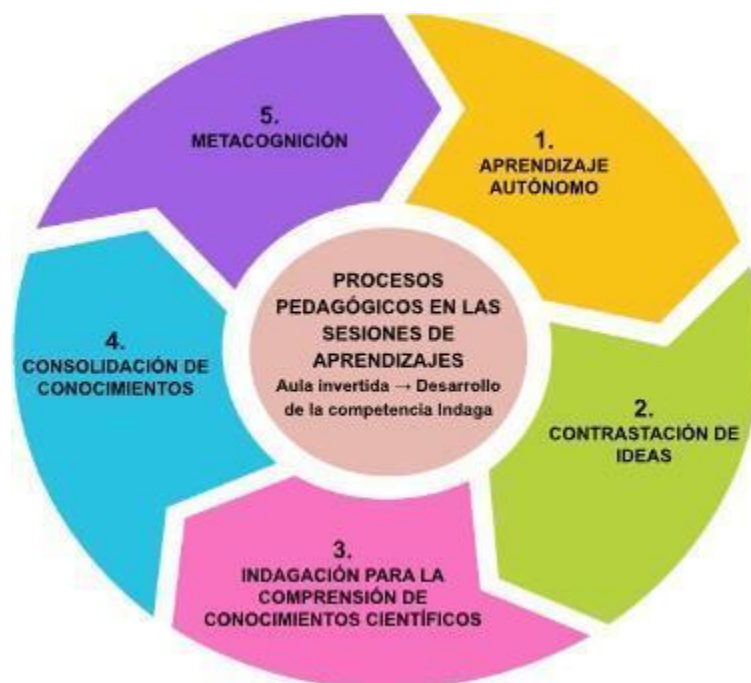 5.
METACOGNICIÓN
1.
APRENDIZAJE
AUTÓNOMO
PROCESOS
PEDAGÓGICOS EN LAS
SESIONES DE
APRENDIZAJES
Aula invertida → Desarrollo
de la competencia Indaga
4.
CONSOLIDACIÓN DE
CONOCIMIENTOS
2.
CONTRASTACIÓN DE
IDEAS
3.
INDAGACIÓN PARA LA
COMPRENSIÓN DE
CONOCIMIENTOS CIENTÍFICOS